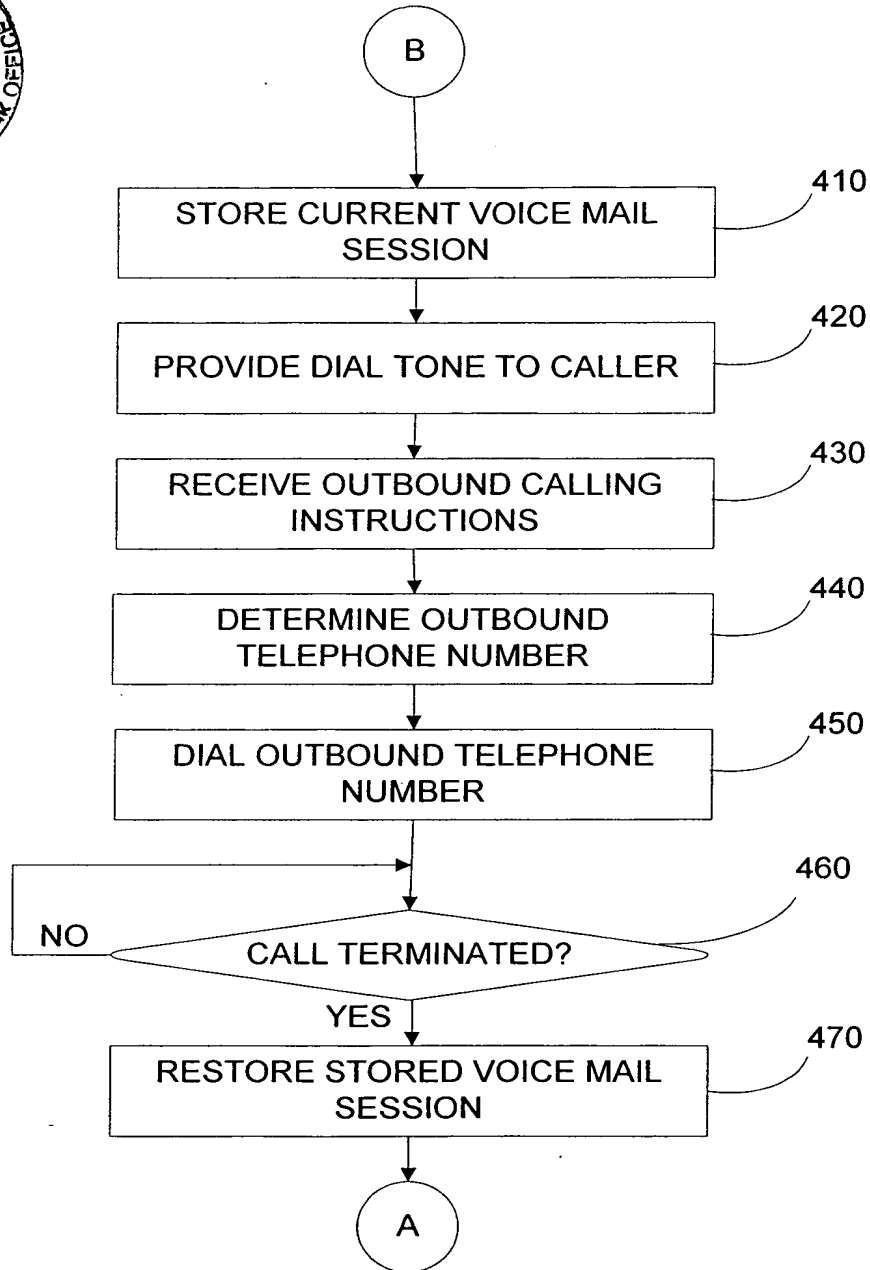 OFFICE
B
410
STORE CURRENT VOICE MAIL
SESSION
420
PROVIDE DIAL TONE TO CALLER
430
RECEIVE OUTBOUND CALLING
INSTRUCTIONS
440
DETERMINE OUTBOUND
TELEPHONE NUMBER
450
DIAL OUTBOUND TELEPHONE
NUMBER
460
NO
CALL TERMINATED?
YES
470
RESTORE STORED VOICE MAIL
SESSION
A